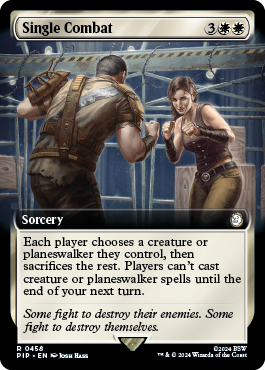 Single Combat 3
Sorcery
Each player chooses a creature or
planeswalker they control, then
sacrifices the rest. Players can't cast
creature or planeswalker spells until the
end of your next turn.
Some fight to destroy their enemies. Some
fight to destroy themselves.
R 0458
PIP • EN Josh Hass
©2024 BSW
™ & © 2024 Wizards of the Coast